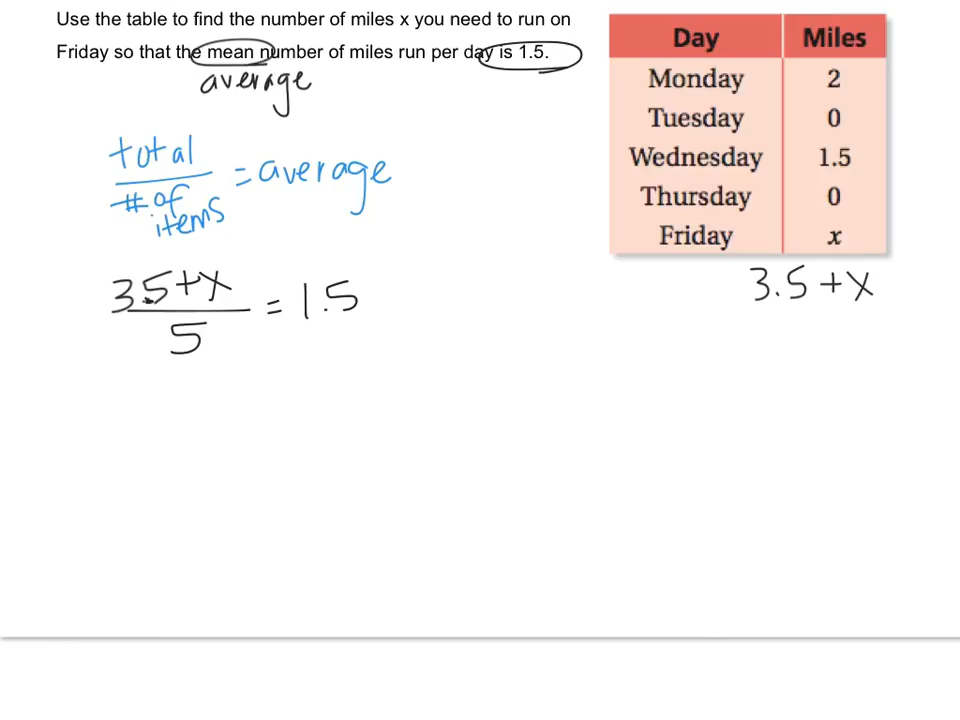 Use the table to find the number of miles x you need to run on
Friday so that the mean number of miles run per day is 1.5.
average
total
# of items
= average
3.5+x
5
= 1.5
Day Miles
Monday 2
Tuesday 0
Wednesday 1.5
Thursday 0
Friday x
3.5+x